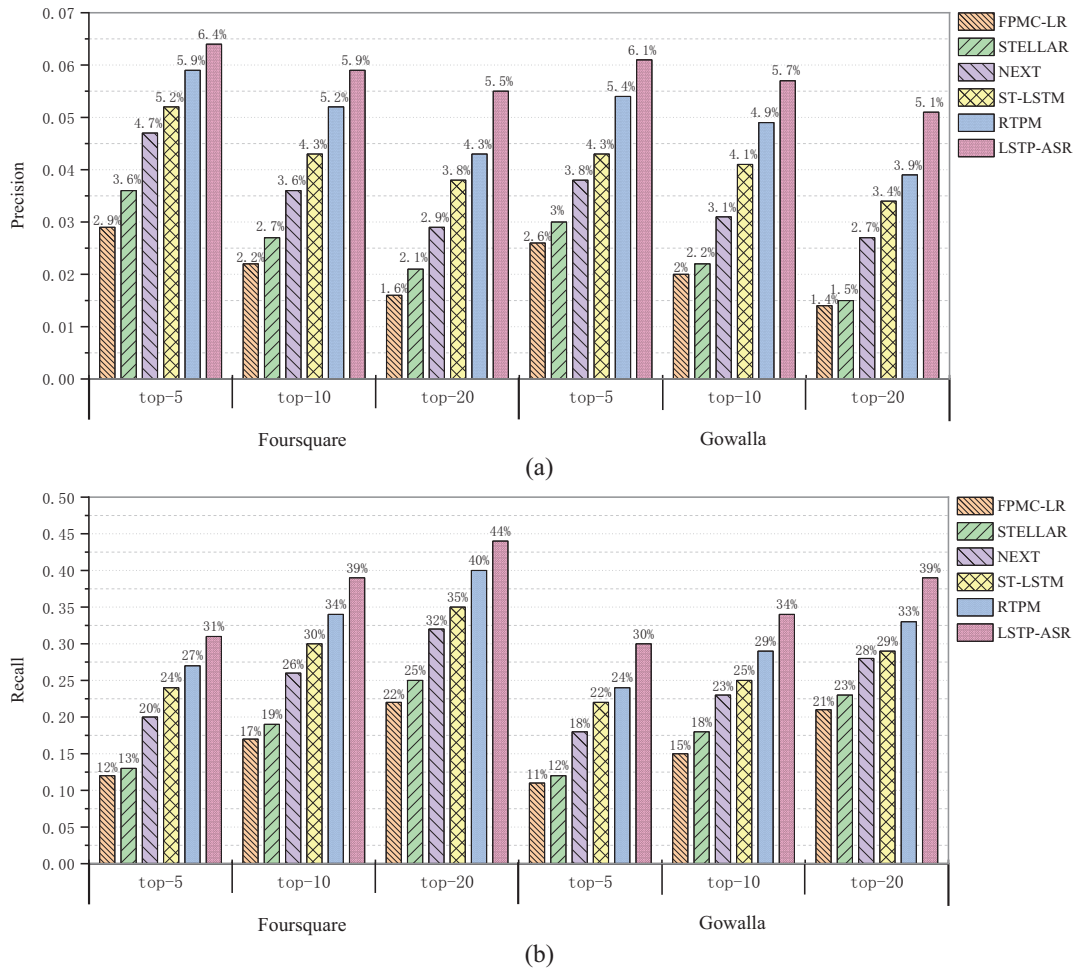 0.07
0.06
0.05
0.04
0.03
0.02
0.01
0.00
Precision
2.9% 3.6% 4.7% 5.2% 5.9% 6.4%
2.2% 2.7% 3.6% 4.3% 5.2% 5.9%
1.6% 2.1% 2.9% 3.8% 4.3% 5.5%
2.6% 3% 3.8% 4.3% 5.4% 6.1%
2% 2.2% 3.1% 4.1% 4.9% 5.7%
1.4% 1.5% 2.7% 3.4% 3.9% 5.1%
top-5 top-10 top-20 top-5 top-10 top-20
Foursquare Gowalla
FPMC-LR
STELLAR
NEXT
ST-LSTM
RTPM
LSTP-ASR
(a)
0.50
0.45
0.40
0.35
0.30
0.25
0.20
0.15
0.10
0.05
0.00
Recall
12% 13% 20% 24% 27% 31%
17% 19% 26% 30% 34% 39%
22% 25% 32% 35% 40% 44%
11% 12% 18% 22% 24% 30%
15% 18% 23% 25% 29% 34%
21% 23% 28% 29% 33% 39%
top-5 top-10 top-20 top-5 top-10 top-20
Foursquare Gowalla
FPMC-LR
STELLAR
NEXT
ST-LSTM
RTPM
LSTP-ASR
(b)